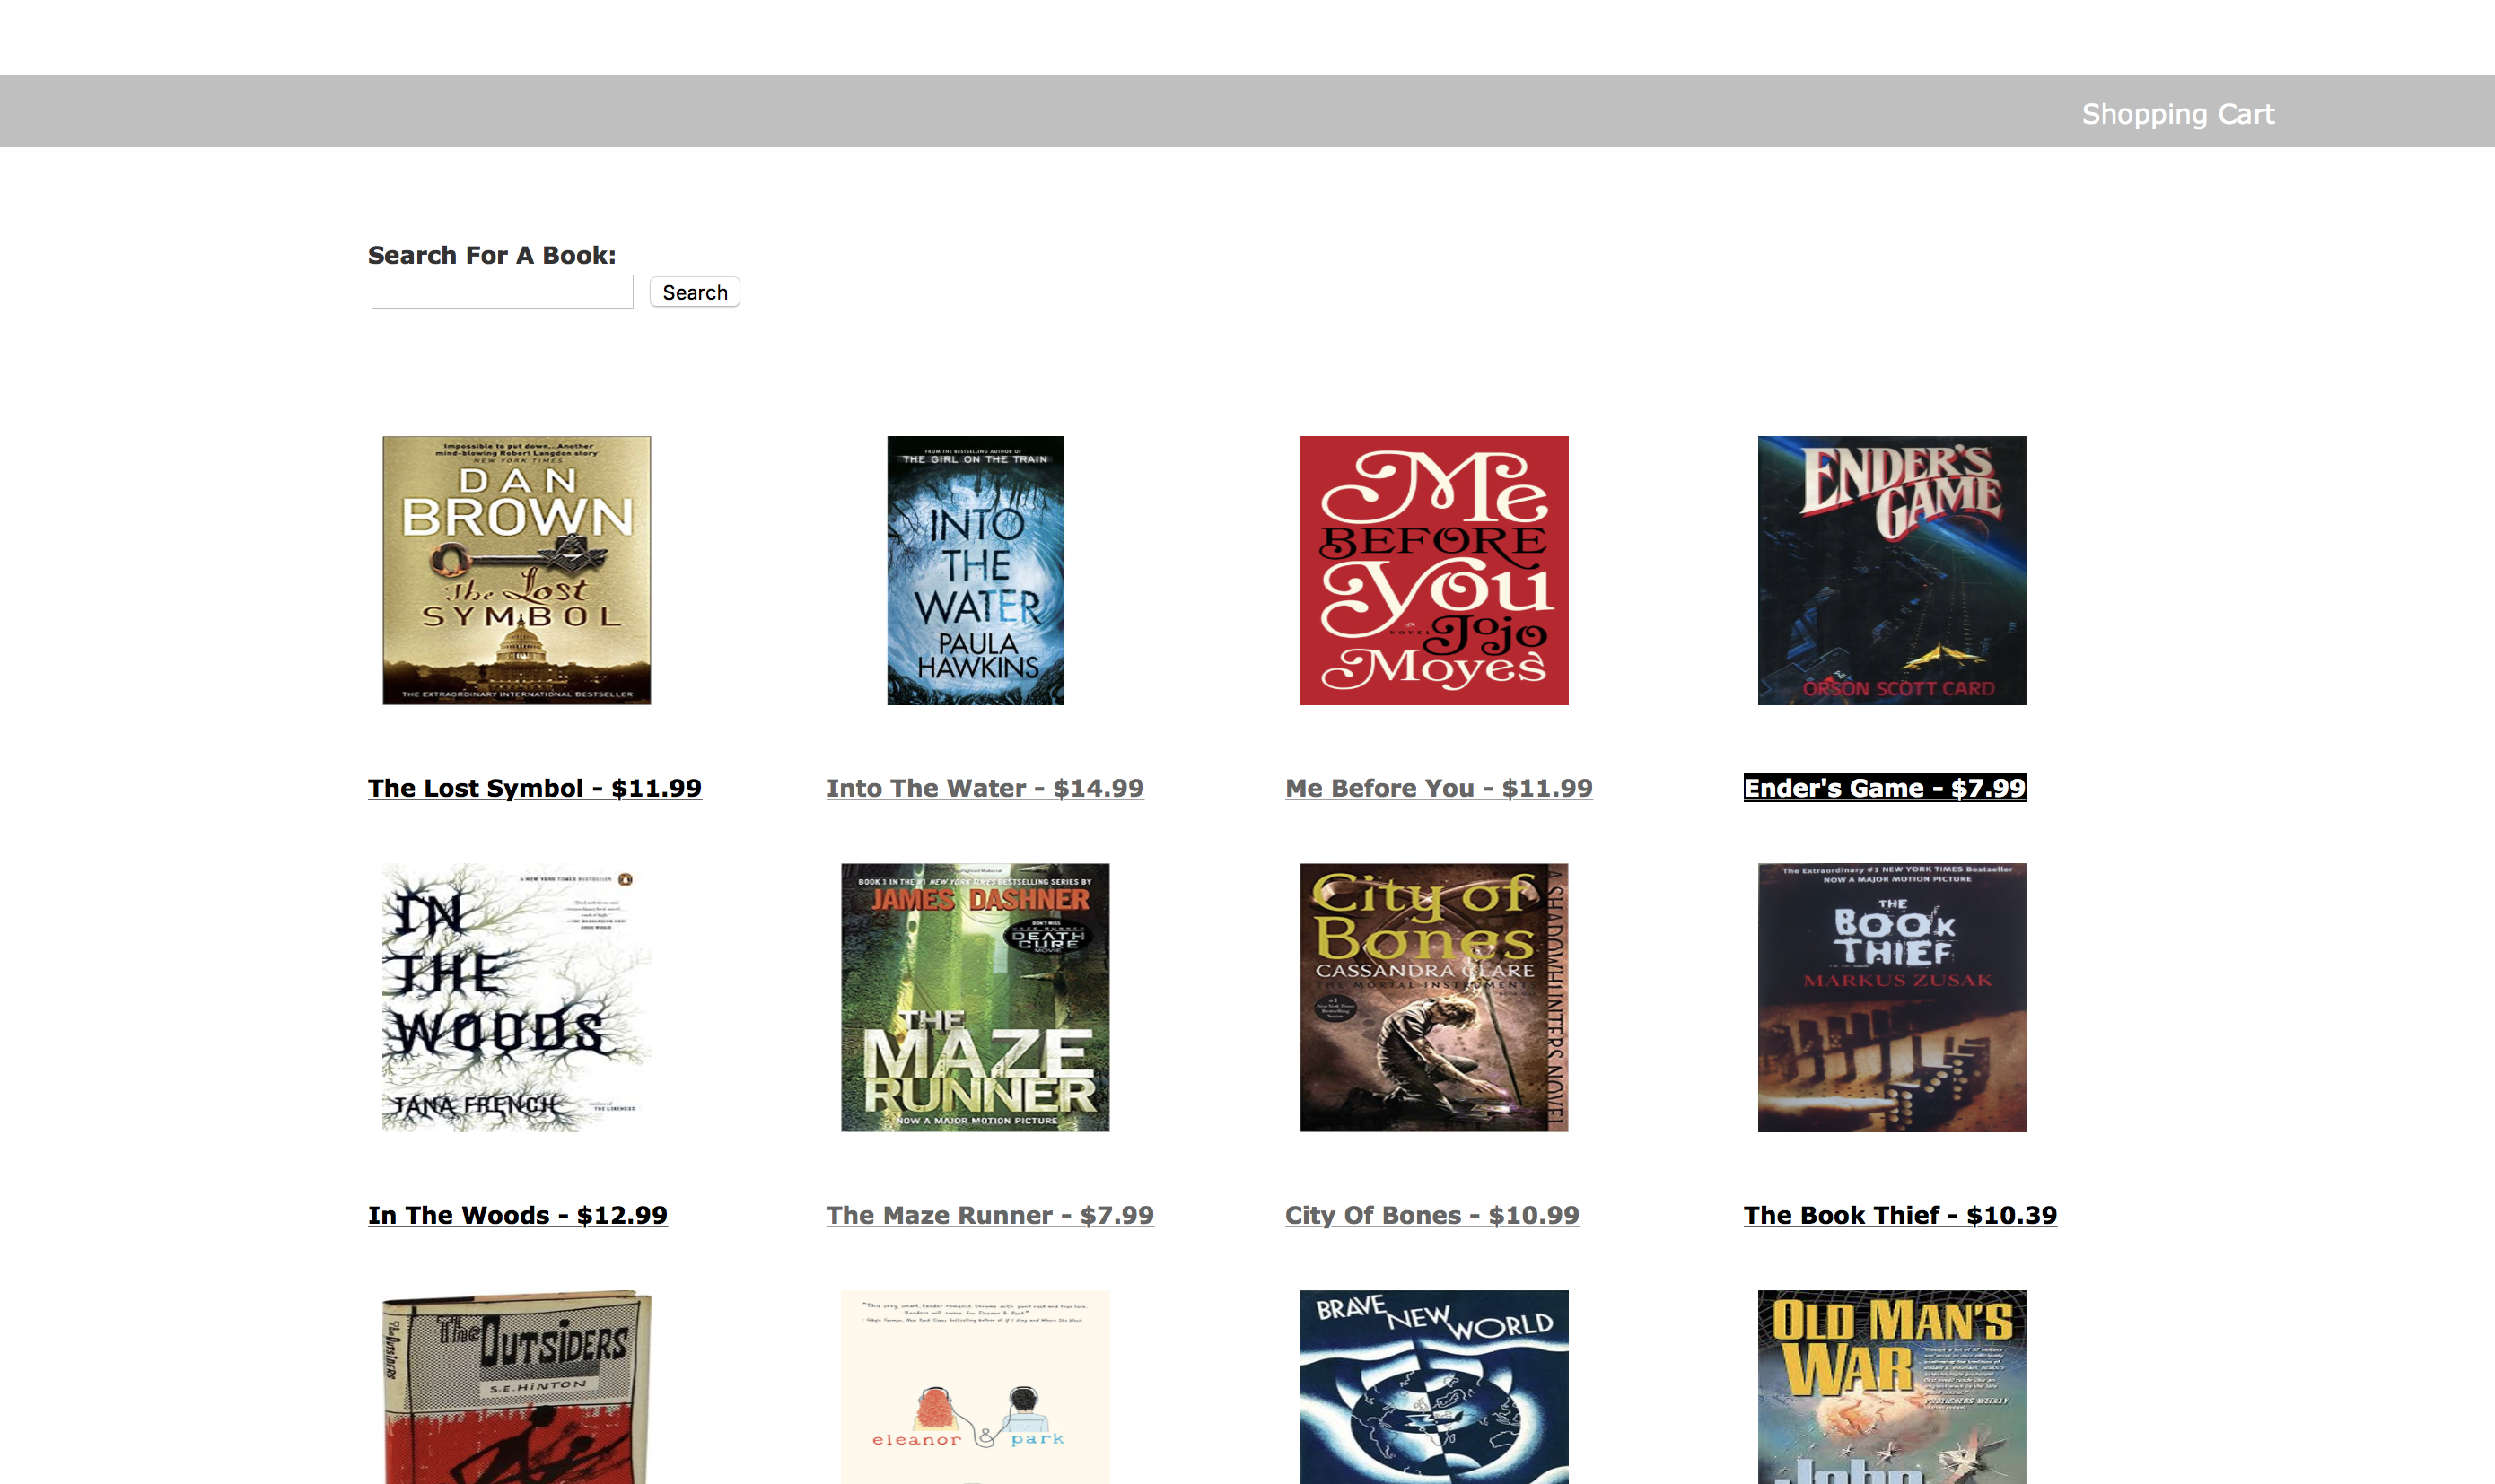 Shopping Cart
Search For A Book:
Search
Impossible to put down...Another
mind-blowing Robert Langdon story
NEW YORK TIMES
DAN
BROWN
The Lost
SYMBOL
THE EXTRAORDINARY INTERNATIONAL BESTSELLER
FROM THE BESTSELLING AUTHOR OF
THE GIRL ON THE TRAIN
INTO
THE
WATER
PAULA
HAWKINS
Me
BEFORE
You
A NOVEL
Jojo
Moyes
ENDER'S
GAME
ORSON SCOTT CARD
The Lost Symbol - $11.99
Into The Water - $14.99
Me Before You - $11.99
Ender's Game - $7.99
A NEW YORK TIMES BESTSELLER
IN
THE
WOODS
TANA FRENCH
THE LIKENESS
BOOK 1 IN THE #1 NEW YORK TIMES BESTSELLING SERIES BY
JAMES DASHNER
DON'T MISS
MAZE RUNNER
DEATH
CURE
MOVIE
THE
MAZE
RUNNER
NOW A MAJOR MOTION PICTURE
City of
Bones
CASSANDRA CLARE
THE MORTAL INSTRUMENTS
#1
New York Times
Bestselling
Series
A SHADOWHUNTERS NOVEL
The Extraordinary #1 NEW YORK TIMES Bestseller
NOW A MAJOR MOTION PICTURE
THE
BOOK
THIEF
MARKUS ZUSAK
In The Woods - $12.99
The Maze Runner - $7.99
City Of Bones - $10.99
The Book Thief - $10.39
The Outsiders
The OUTSIDERS
S.E.HINTON
eleanor & park
BRAVE NEW WORLD
OLD MAN'S
WAR
PUBLISHERS WEEKLY
John